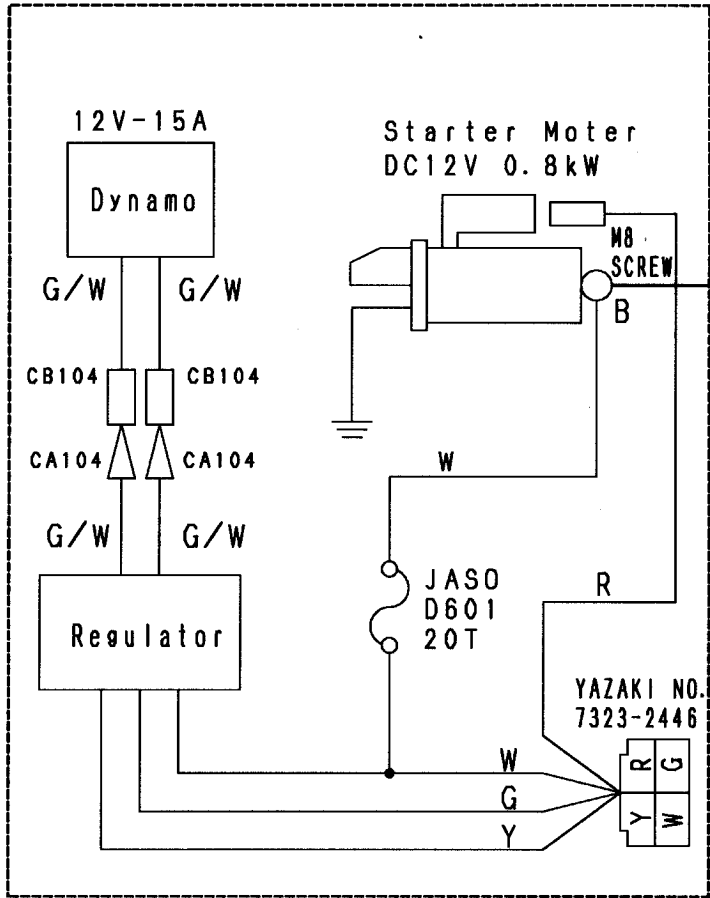 12V-15A
Dynamo
Starter Moter
DC12V 0.8kW
M8
SCREW
B
G/W
G/W
CB104
CB104
CA104
CA104
G/W
G/W
Regulator
W
JASO
D601
20T
R
YAZAKI NO.
7323-2446
W
G
Y
R
G
Y
W